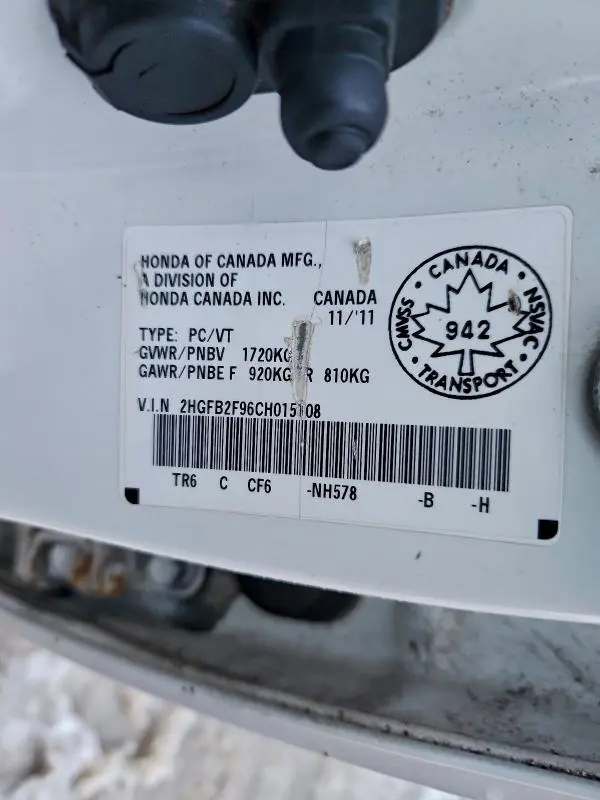 HONDA OF CANADA MFG.,
A DIVISION OF
HONDA CANADA INC. CANADA
11/'11
TYPE: PC/VT
GVWR/PNBV 1720KG
GAWR/PNBE F 920KG R 810KG
V.I.N 2HGFB2F96CH015108
TR6 C CF6 -NH578 -B -H
CANADA
CMVSS · NSVAC
942
TRANSPORT